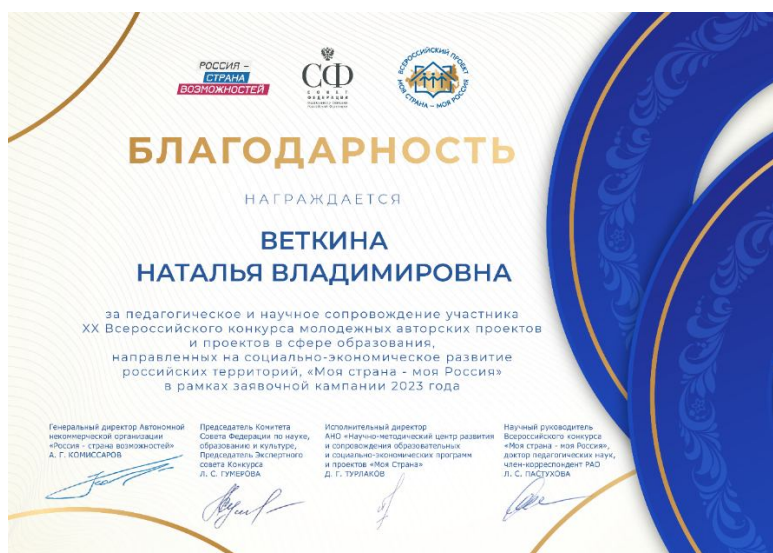 РОССИЯ –
СТРАНА
ВОЗМОЖНОСТЕЙ
СФ
СОВЕТ
ФЕДЕРАЦИИ
ВСЕРОССИЙСКИЙ ПРОЕКТ
МОЯ СТРАНА – МОЯ РОССИЯ
БЛАГОДАРНОСТЬ
НАГРАЖДАЕТСЯ
ВЕТКИНА
НАТАЛЬЯ ВЛАДИМИРОВНА
за педагогическое и научное сопровождение участника
XX Всероссийского конкурса молодежных авторских проектов
и проектов в сфере образования,
направленных на социально-экономическое развитие
российских территорий, «Моя страна - моя Россия»
в рамках заявочной кампании 2023 года
Генеральный директор Автономной
некоммерческой организации
«Россия - страна возможностей»
А. Г. КОМИССАРОВ
Председатель Комитета
Совета Федерации по науке,
образованию и культуре,
Председатель Экспертного
совета Конкурса
Л. С. ГУМЕРОВА
Исполнительный директор
АНО «Научно-методический центр развития
и сопровождения образовательных
и социально-экономических программ
и проектов «Моя Страна»
Д. Г. ТУРЛАКОВ
Научный руководитель
Всероссийского конкурса
«Моя страна - моя Россия»,
доктор педагогических наук,
член-корреспондент РАО
Л. С. ПАСТУХОВА